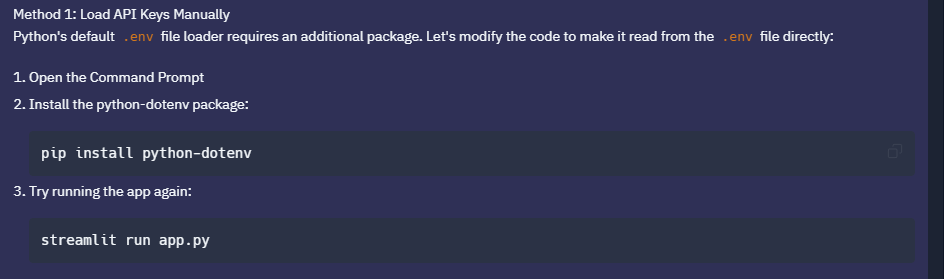 Method 1: Load API Keys Manually
Python's default .env file loader requires an additional package. Let's modify the code to make it read from the .env file directly:
1. Open the Command Prompt
2. Install the python-dotenv package:
pip install python-dotenv
3. Try running the app again:
streamlit run app.py